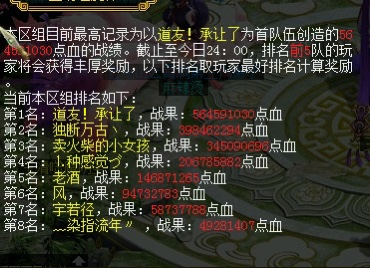 本区组目前最高记录为以道友！承让了为首队伍创造的56
4591030点血的战绩。截止至今日24：00，排名前5队的玩
家将会获得丰厚奖励，以下排名取玩家最好排名计算奖励
。
当前本区组排名如下：
第1名：道友！承让了，战果：564591030点血
第2名：独断万古丶，战果：398462294点血
第3名：卖火柴的小女孩，战果：345090696点血
第4名：⒈种感觉づ，战果：206785882点血
第5名：老酒，战果：146871265点血
第6名：风，战果：94732783点血
第7名：宇若径，战果：58737788点血
第8名：﹏染指流年〃，战果：49281407点血